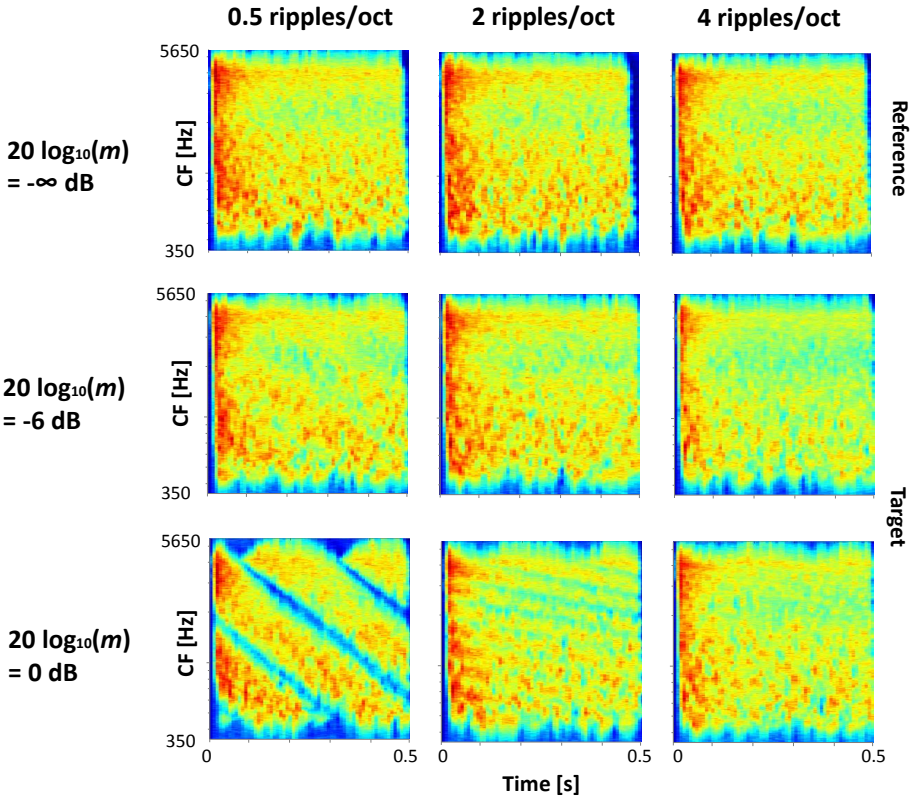 0.5 ripples/oct 2 ripples/oct 4 ripples/oct
5650
20 log₁₀(m)
= -∞ dB
CF [Hz]
350
Reference
5650
20 log₁₀(m)
= -6 dB
CF [Hz]
350
Target
5650
20 log₁₀(m)
= 0 dB
CF [Hz]
350
0 0.5 0 0.5 0 0.5
Time [s]